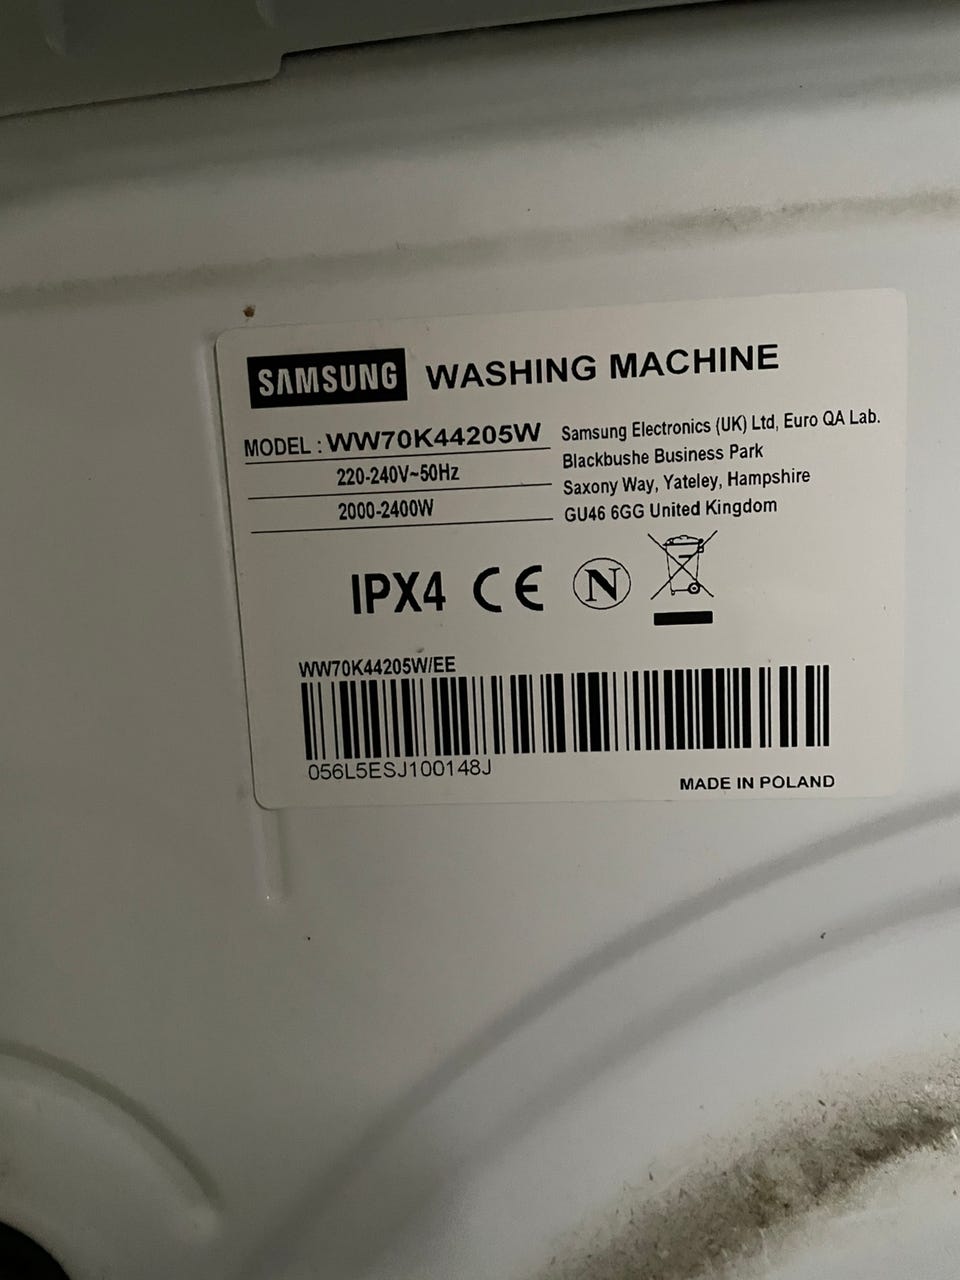 SAMSUNG WASHING MACHINE
MODEL : WW70K44205W
220-240V~50Hz
2000-2400W
Samsung Electronics (UK) Ltd, Euro QA Lab.
Blackbushe Business Park
Saxony Way, Yateley, Hampshire
GU46 6GG United Kingdom
IPX4 CE N
WW70K44205W/EE
056L5ESJ100148J
MADE IN POLAND